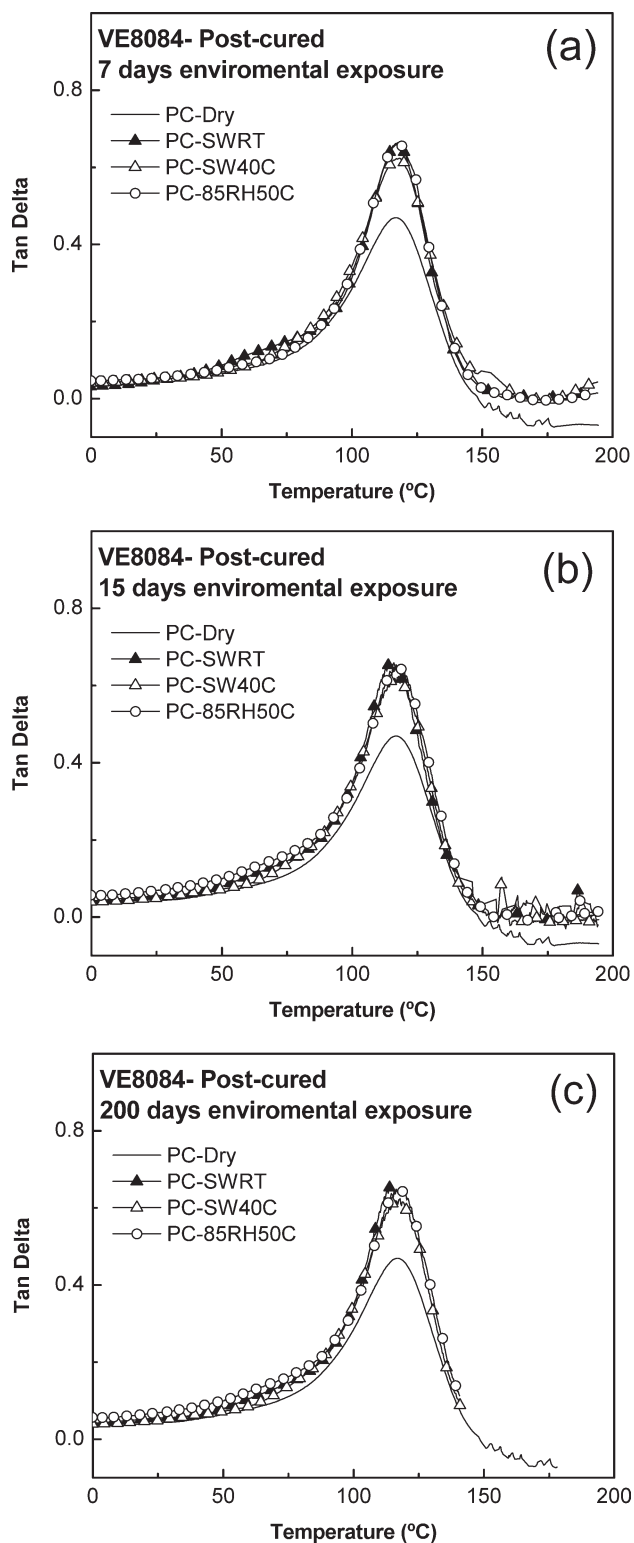 VE8084- Post-cured
(a)
7 days enviromental exposure
PC-Dry
PC-SWRT
PC-SW40C
PC-85RH50C
0.8
0.4
0.0
Tan Delta
0 50 100 150 200
Temperature (ºC)
VE8084- Post-cured
(b)
15 days enviromental exposure
PC-Dry
PC-SWRT
PC-SW40C
PC-85RH50C
0.8
0.4
0.0
Tan Delta
0 50 100 150 200
Temperature (ºC)
VE8084- Post-cured
(c)
200 days enviromental exposure
PC-Dry
PC-SWRT
PC-SW40C
PC-85RH50C
0.8
0.4
0.0
Tan Delta
0 50 100 150 200
Temperature (ºC)